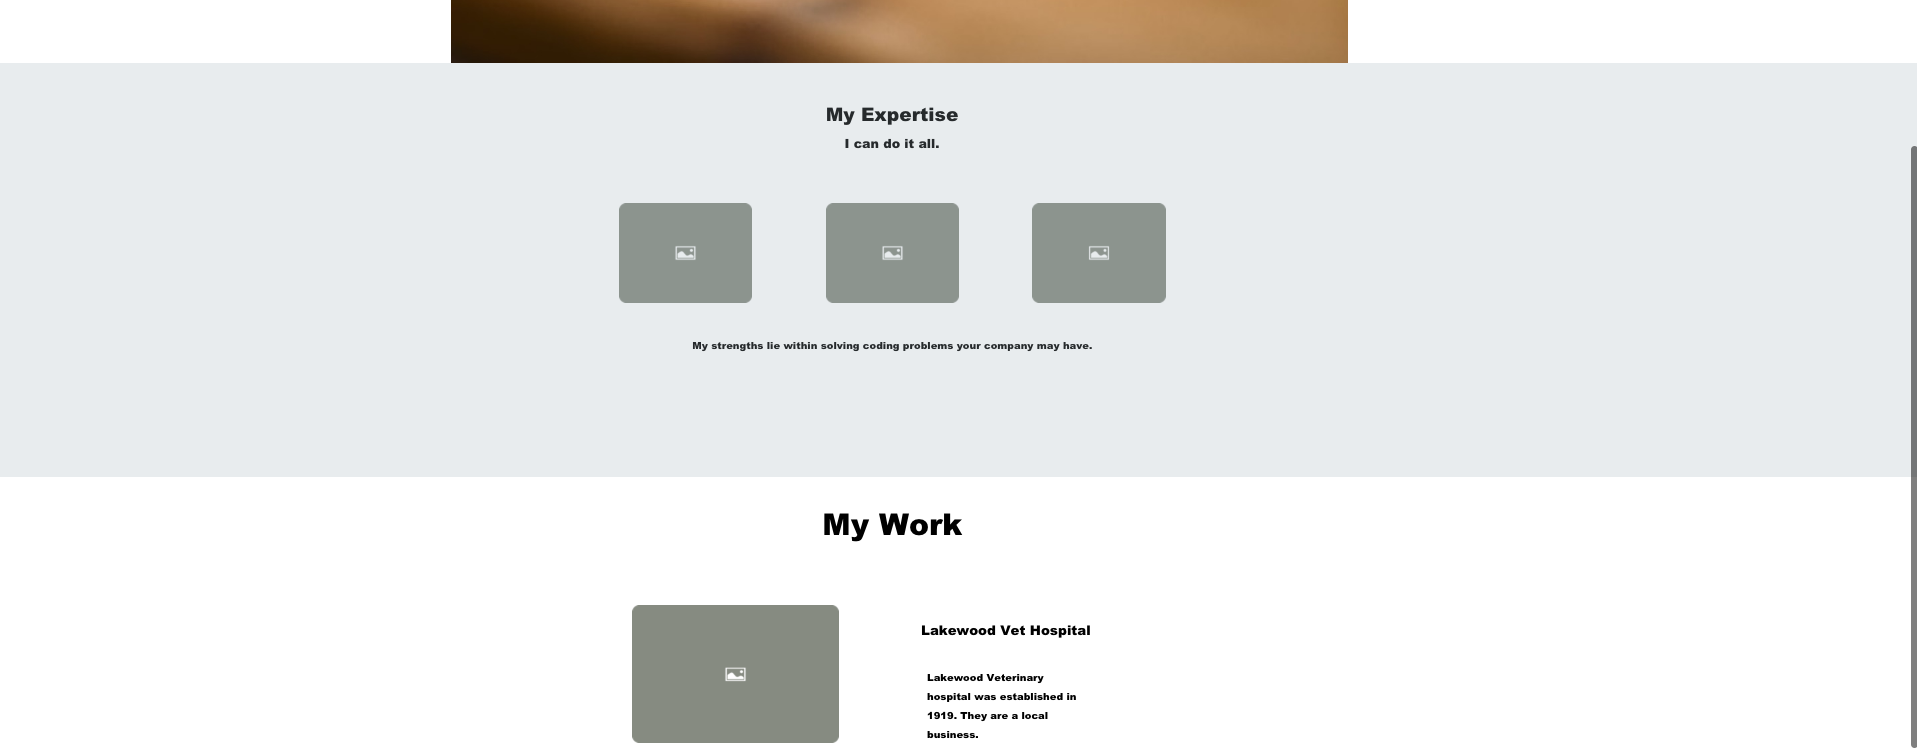 My Expertise
I can do it all.
My strengths lie within solving coding problems your company may have.
My Work
Lakewood Vet Hospital
Lakewood Veterinary
hospital was established in
1919. They are a local
business.